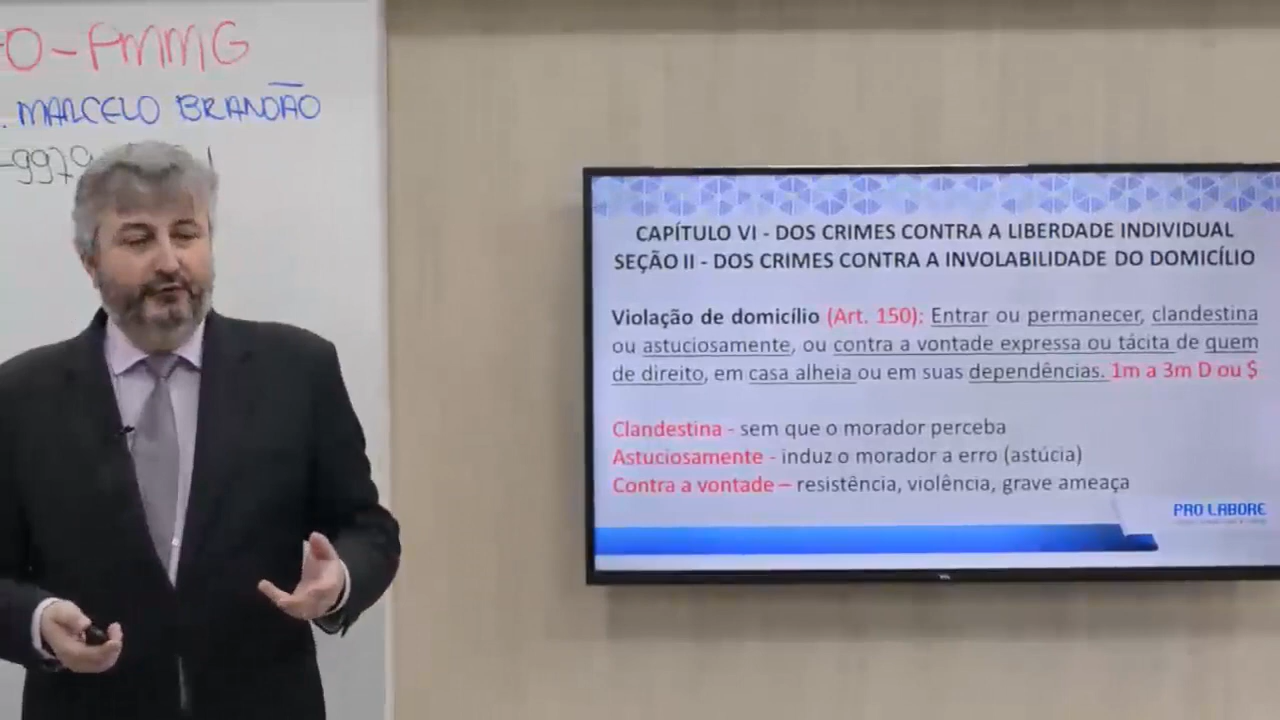 O-PMMG
. MARCELO BRANDÃO
-997
CAPÍTULO VI - DOS CRIMES CONTRA A LIBERDADE INDIVIDUAL
SEÇÃO II - DOS CRIMES CONTRA A INVOLABILIDADE DO DOMICÍLIO
Violação de domicílio (Art. 150): Entrar ou permanecer, clandestina
ou astuciosamente, ou contra a vontade expressa ou tácita de quem
de direito, em casa alheia ou em suas dependências. 1m a 3m D ou $
Clandestina - sem que o morador perceba
Astuciosamente - induz o morador a erro (astúcia)
Contra a vontade – resistência, violência, grave ameaça
PRO LABORE